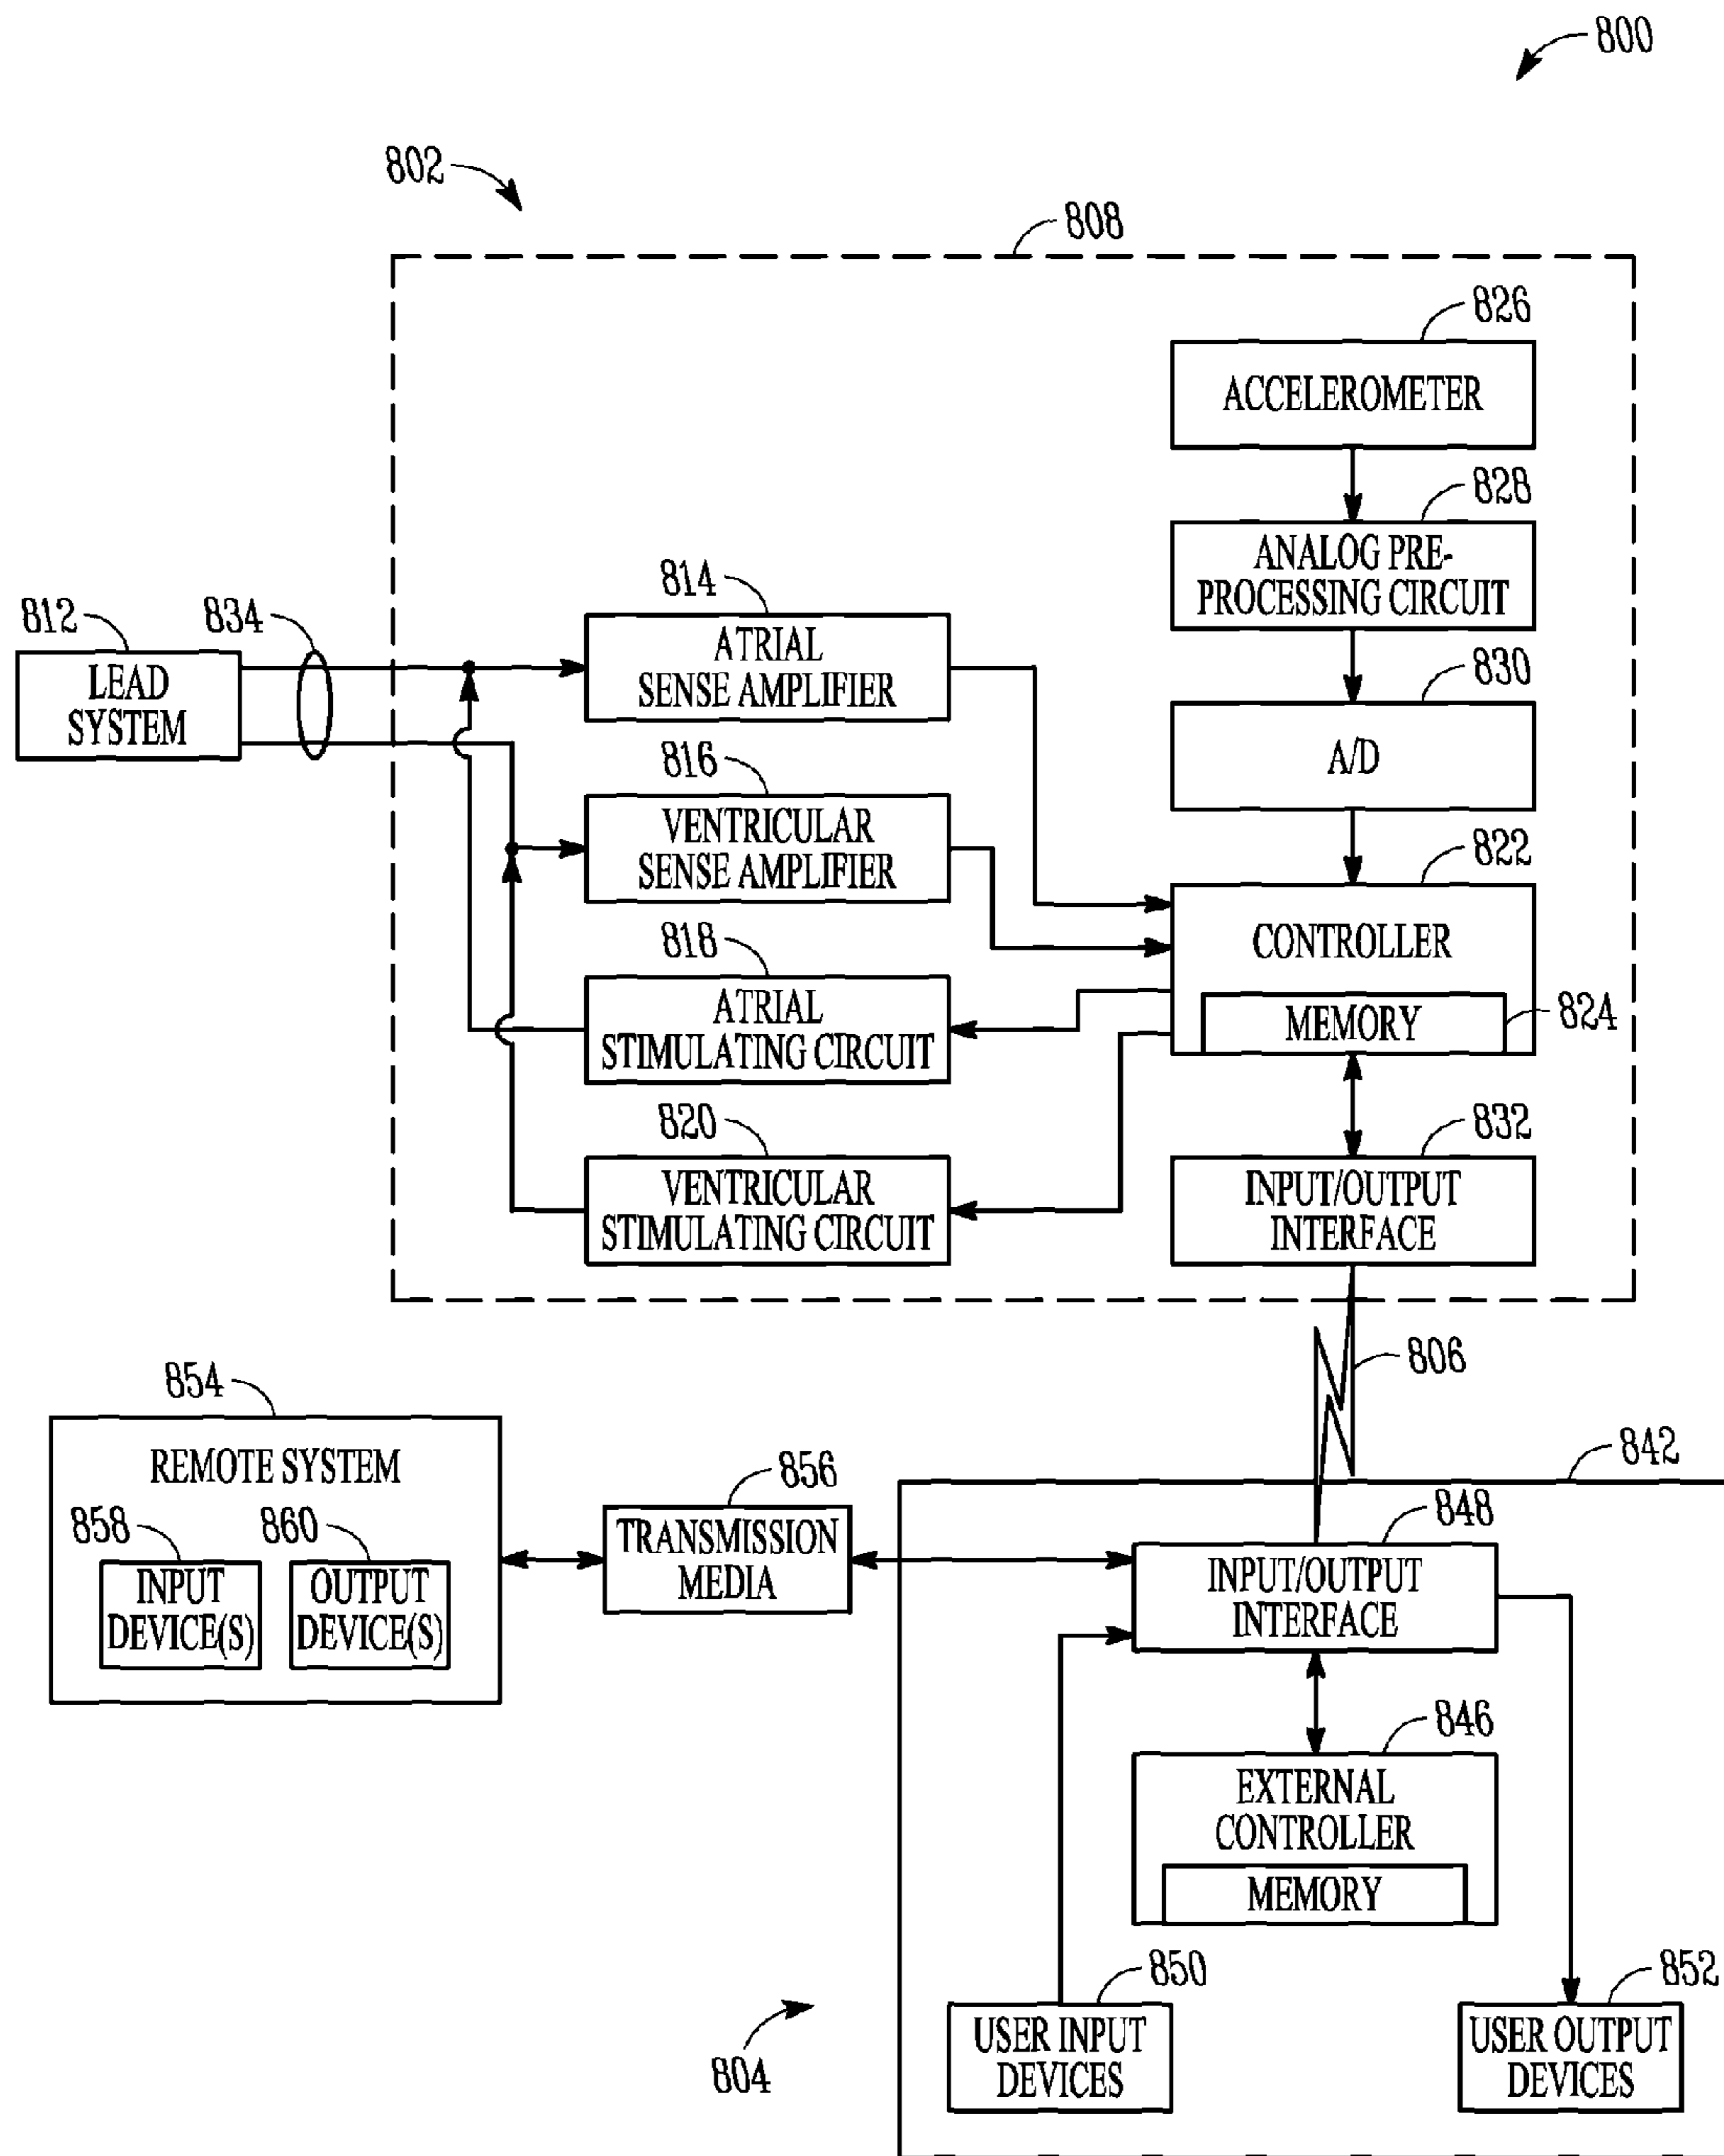 800
802
808
826
ACCELEROMETER
828
ANALOG PRE-
PROCESSING CIRCUIT
812
834
814
LEAD
SYSTEM
ATRIAL
SENSE AMPLIFIER
830
A/D
816
VENTRICULAR
SENSE AMPLIFIER
822
CONTROLLER
MEMORY
824
818
ATRIAL
STIMULATING CIRCUIT
820
VENTRICULAR
STIMULATING CIRCUIT
832
INPUT/OUTPUT
INTERFACE
806
854
REMOTE SYSTEM
858
860
INPUT
DEVICE(S)
OUTPUT
DEVICE(S)
856
TRANSMISSION
MEDIA
842
848
INPUT/OUTPUT
INTERFACE
846
EXTERNAL
CONTROLLER
MEMORY
804
850
USER INPUT
DEVICES
852
USER OUTPUT
DEVICES